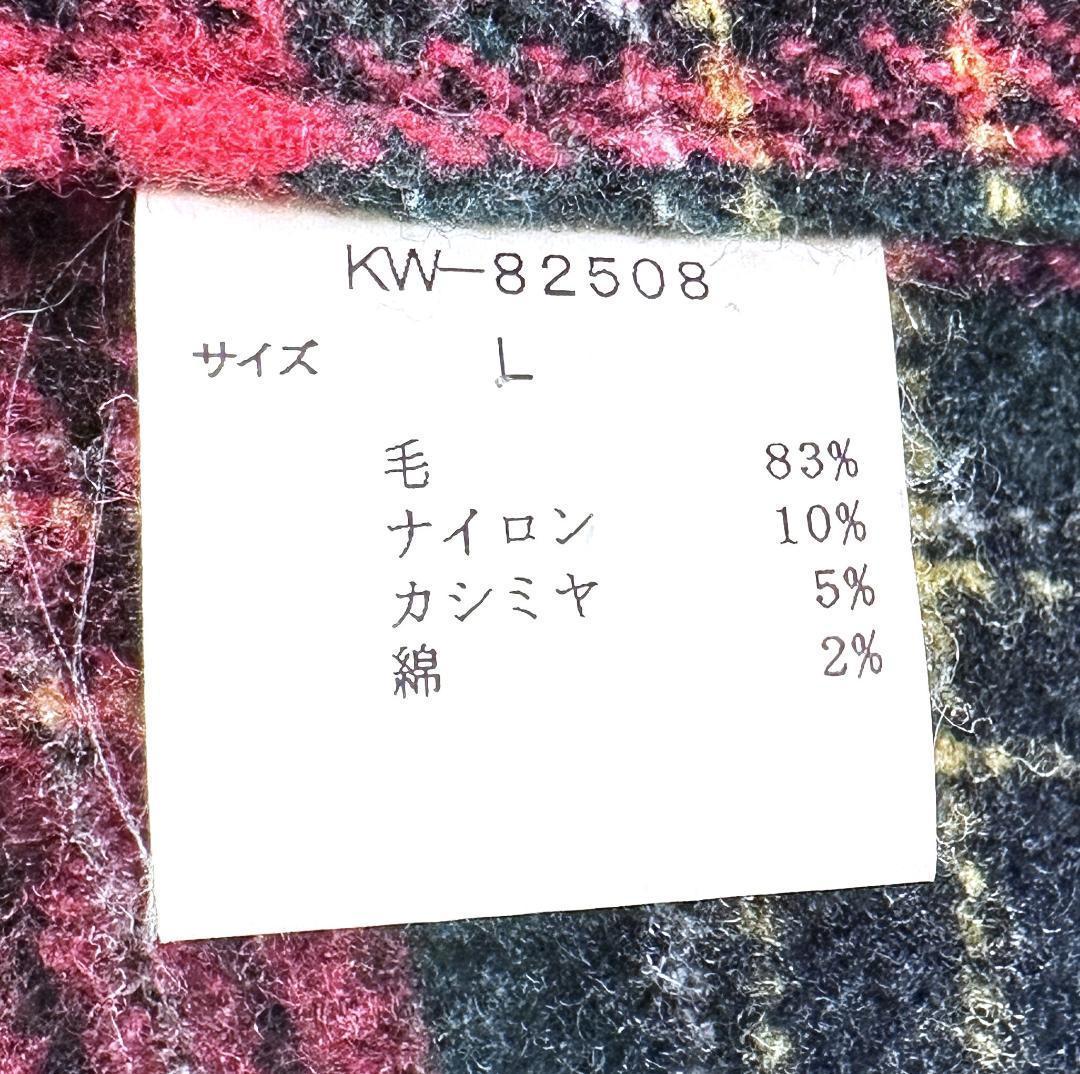 KW-82508
サイズ L
毛 83%
ナイロン 10%
カシミヤ 5%
綿 2%